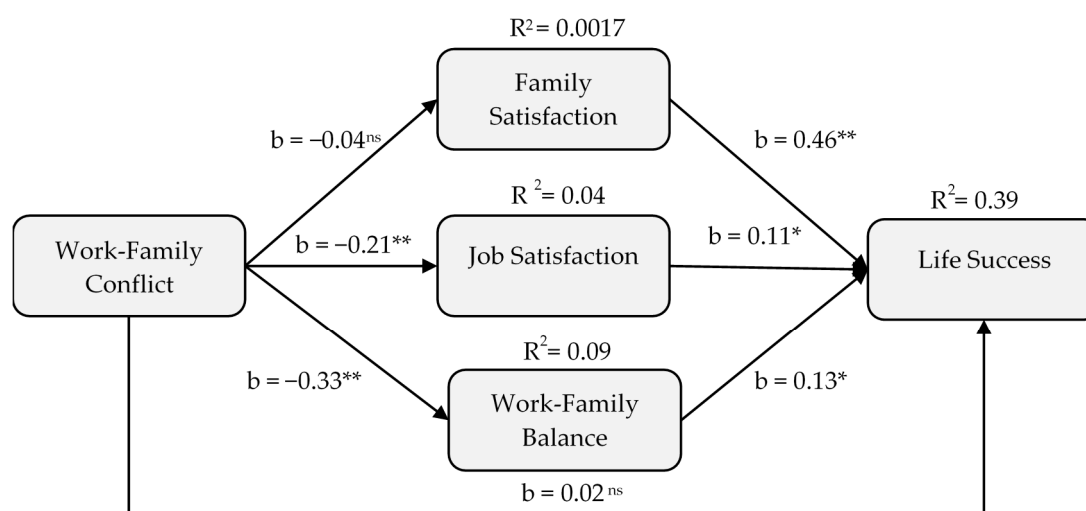 R² = 0.0017
Family
Satisfaction
b = −0.04ns
b = 0.46**
R² = 0.04
R² = 0.39
Work-Family
Conflict
b = −0.21**
Job Satisfaction
b = 0.11*
Life Success
R² = 0.09
b = −0.33**
Work-Family
Balance
b = 0.13*
b = 0.02 ns